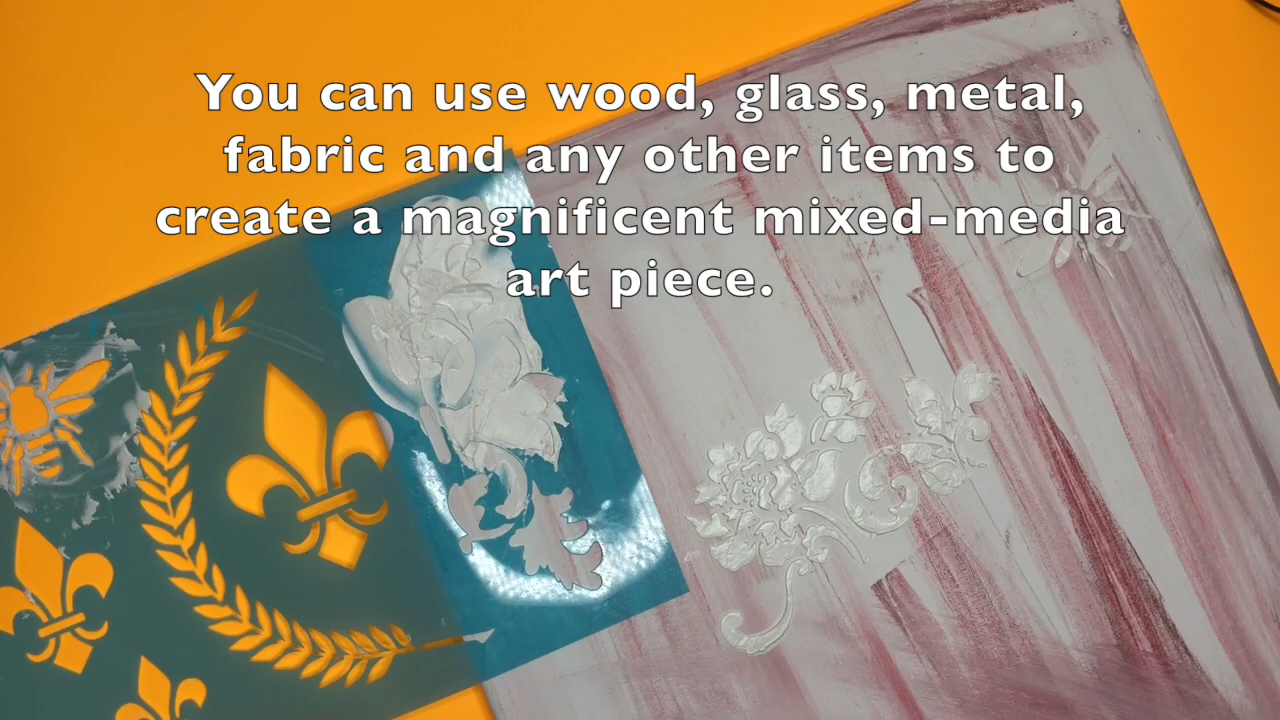 You can use wood, glass, metal,
fabric and any other items to
create a magnificent mixed-media
art piece.